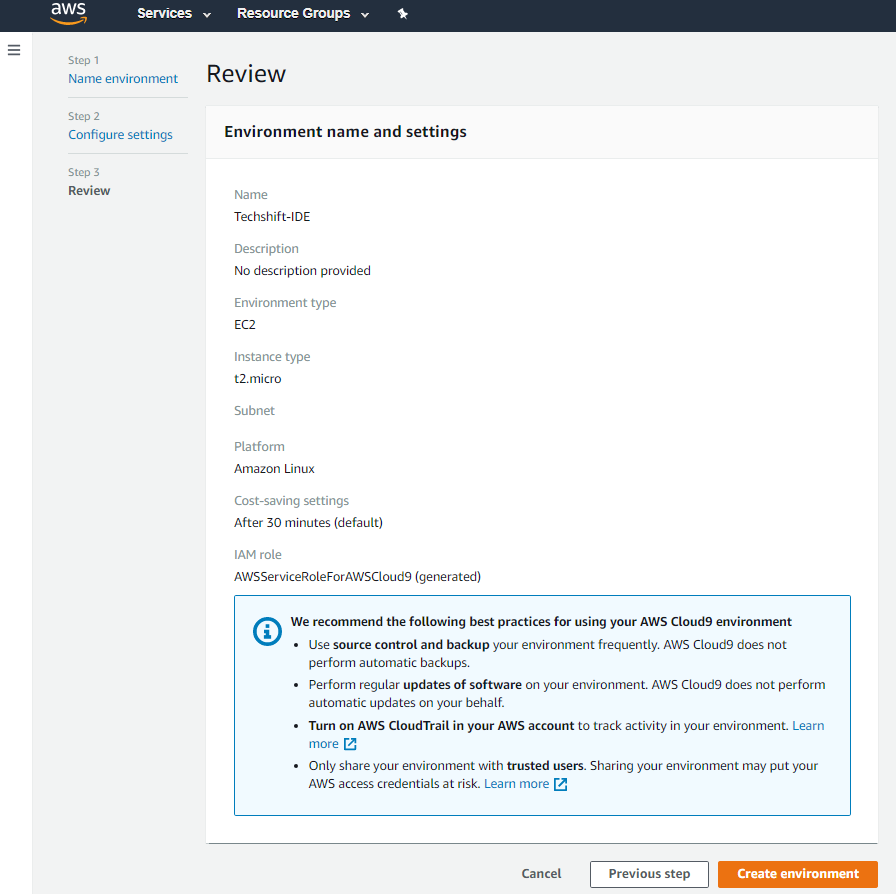 aws
Services
Resource Groups
Step 1
Name environment
Step 2
Configure settings
Step 3
Review
Review
Environment name and settings
Name
Techshift-IDE
Description
No description provided
Environment type
EC2
Instance type
t2.micro
Subnet
Platform
Amazon Linux
Cost-saving settings
After 30 minutes (default)
IAM role
AWSServiceRoleForAWSCloud9 (generated)
We recommend the following best practices for using your AWS Cloud9 environment
• Use source control and backup your environment frequently. AWS Cloud9 does not
perform automatic backups.
• Perform regular updates of software on your environment. AWS Cloud9 does not perform
automatic updates on your behalf.
• Turn on AWS CloudTrail in your AWS account to track activity in your environment. Learn
more
• Only share your environment with trusted users. Sharing your environment may put your
AWS access credentials at risk. Learn more
Cancel
Previous step
Create environment